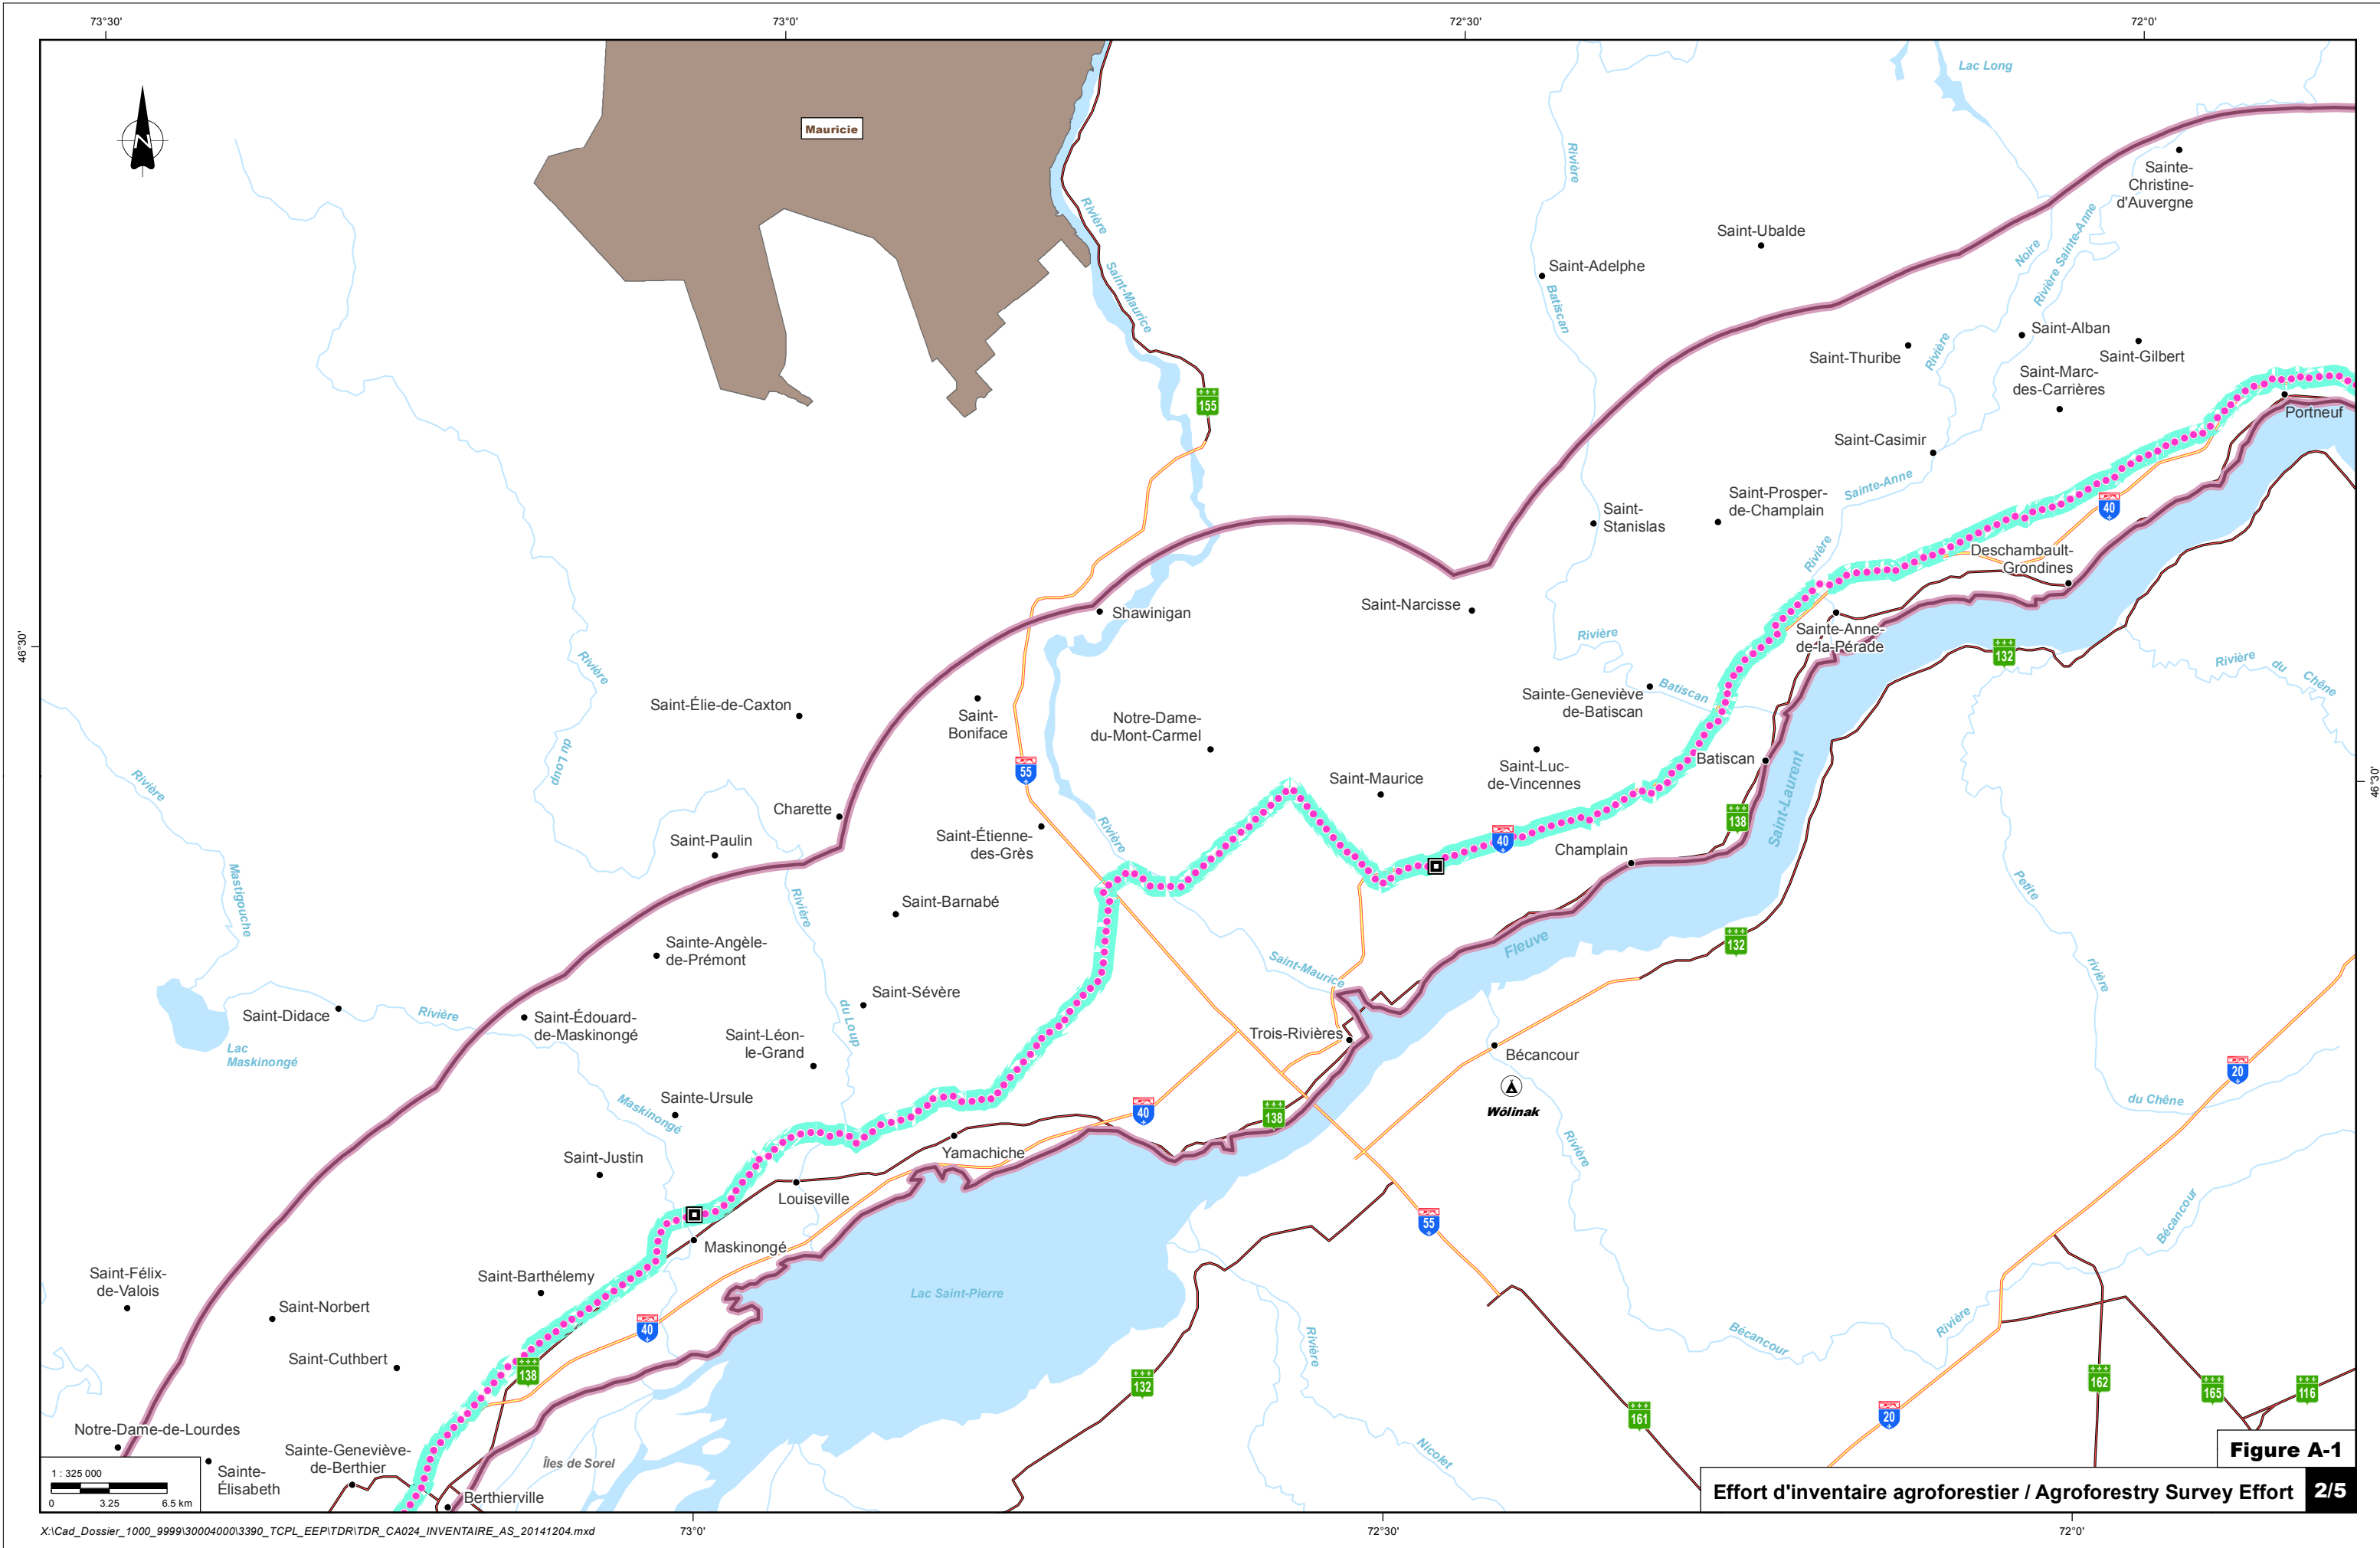 73°30'
73°0'
72°30'
72°0'
Lac Long
N
Mauricie
Rivière
Sainte-
Christine-
d'Auvergne
Rivière
Saint-Maurice
Saint-Ubalde
Saint-Adelphe
Batiscan
Noire
Rivière Sainte-Anne
Saint-Alban
Saint-Thuribe
Rivière
Saint-Gilbert
Saint-Marc-
des-Carrières
155
Portneuf
Saint-Casimir
Sainte-Anne
Saint-Prosper-
de-Champlain
Saint-
Stanislas
40
Rivière
Deschambault-
Grondines
Shawinigan
Saint-Narcisse
Sainte-Anne-
de-la-Pérade
Rivière
132
46°30'
Rivière
du
Chêne
Rivière
Batiscan
Sainte-Geneviève
de-Batiscan
Saint-Élie-de-Caxton
Saint-
Boniface
Notre-Dame-
du-Mont-Carmel
du Loup
Rivière
55
Saint-Maurice
Saint-Luc-
de-Vincennes
Batiscan
Saint-Laurent
46°30'
Charette
Saint-Étienne-
des-Grès
Rivière
138
40
Champlain
Saint-Paulin
Mastigouche
Rivière
Saint-Barnabé
Petite
rivière
Sainte-Angèle-
de-Prémont
Fleuve
132
Saint-Maurice
Saint-Sévère
Saint-Didace
Rivière
Saint-Édouard-
de-Maskinongé
du Loup
Lac
Maskinongé
Saint-Léon-
le-Grand
Trois-Rivières
Bécancour
20
Wôlinak
Sainte-Ursule
Maskinongé
40
138
du Chêne
Saint-Justin
Yamachiche
Rivière
Louiseville
55
Bécancour
Maskinongé
Saint-Félix-
de-Valois
Saint-Barthélemy
Saint-Norbert
Lac Saint-Pierre
40
Rivière
Bécancour
Rivière
Saint-Cuthbert
138
132
162
165
116
161
20
Notre-Dame-de-Lourdes
Sainte-Geneviève-
de-Berthier
Sainte-
Élisabeth
Îles de Sorel
Nicolet
Berthierville
1 : 325 000
0 3.25 6.5 km
Figure A-1
Effort d'inventaire agroforestier / Agroforestry Survey Effort 2/5
X:\Cad_Dossier_1000_9999\30004000\3390_TCPL_EEP\TDR\TDR_CA024_INVENTAIRE_AS_20141204.mxd
73°0'
72°30'
72°0'